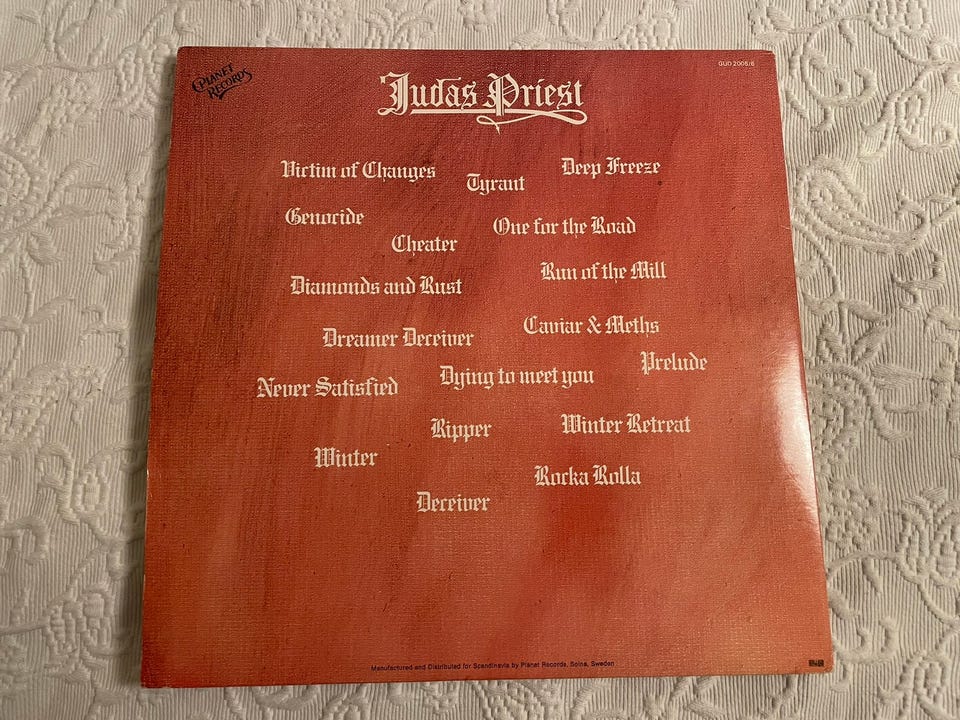 PLANET
RECORDS
GUD 2005/6
Judas Priest
Victim of Changes
Deep Freeze
Tyrant
Genocide
One for the Road
Cheater
Run of the Mill
Diamonds and Rust
Caviar & Meths
Dreamer Deceiver
Prelude
Dying to meet you
Never Satisfied
Winter Retreat
Ripper
Winter
Rocka Rolla
Deceiver
Manufactured and Distributed for Scandinavia by Planet Records, Solna, Sweden